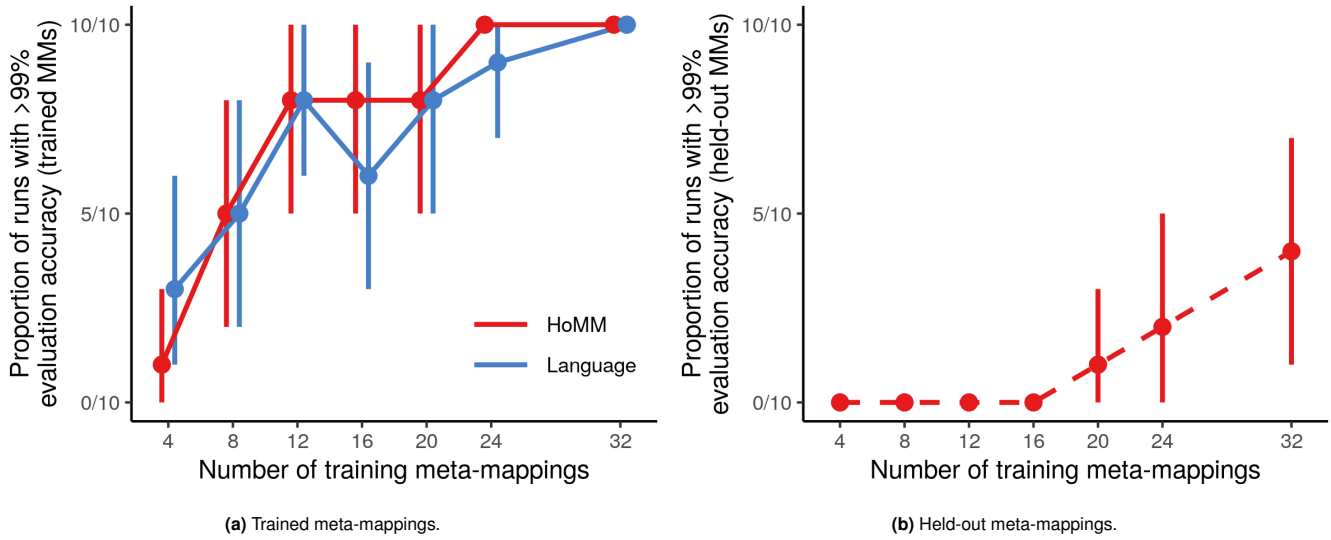 Proportion of runs with >99%
evaluation accuracy (trained MMs)
10/10
5/10
0/10
4 8 12 16 20 24 32
Number of training meta-mappings
HoMM
Language
(a) Trained meta-mappings.
Proportion of runs with >99%
evaluation accuracy (held-out MMs)
10/10
5/10
0/10
4 8 12 16 20 24 32
Number of training meta-mappings
(b) Held-out meta-mappings.